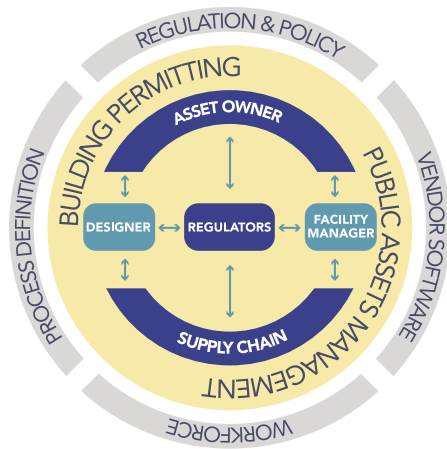 REGULATION & POLICY
BUILDING PERMITTING
ASSET OWNER
PROCESS DEFINITION
VENDOR SOFTWARE
PUBLIC ASSETS MANAGEMENT
DESIGNER
REGULATORS
FACILITY
MANAGER
SUPPLY CHAIN
WORKFORCE